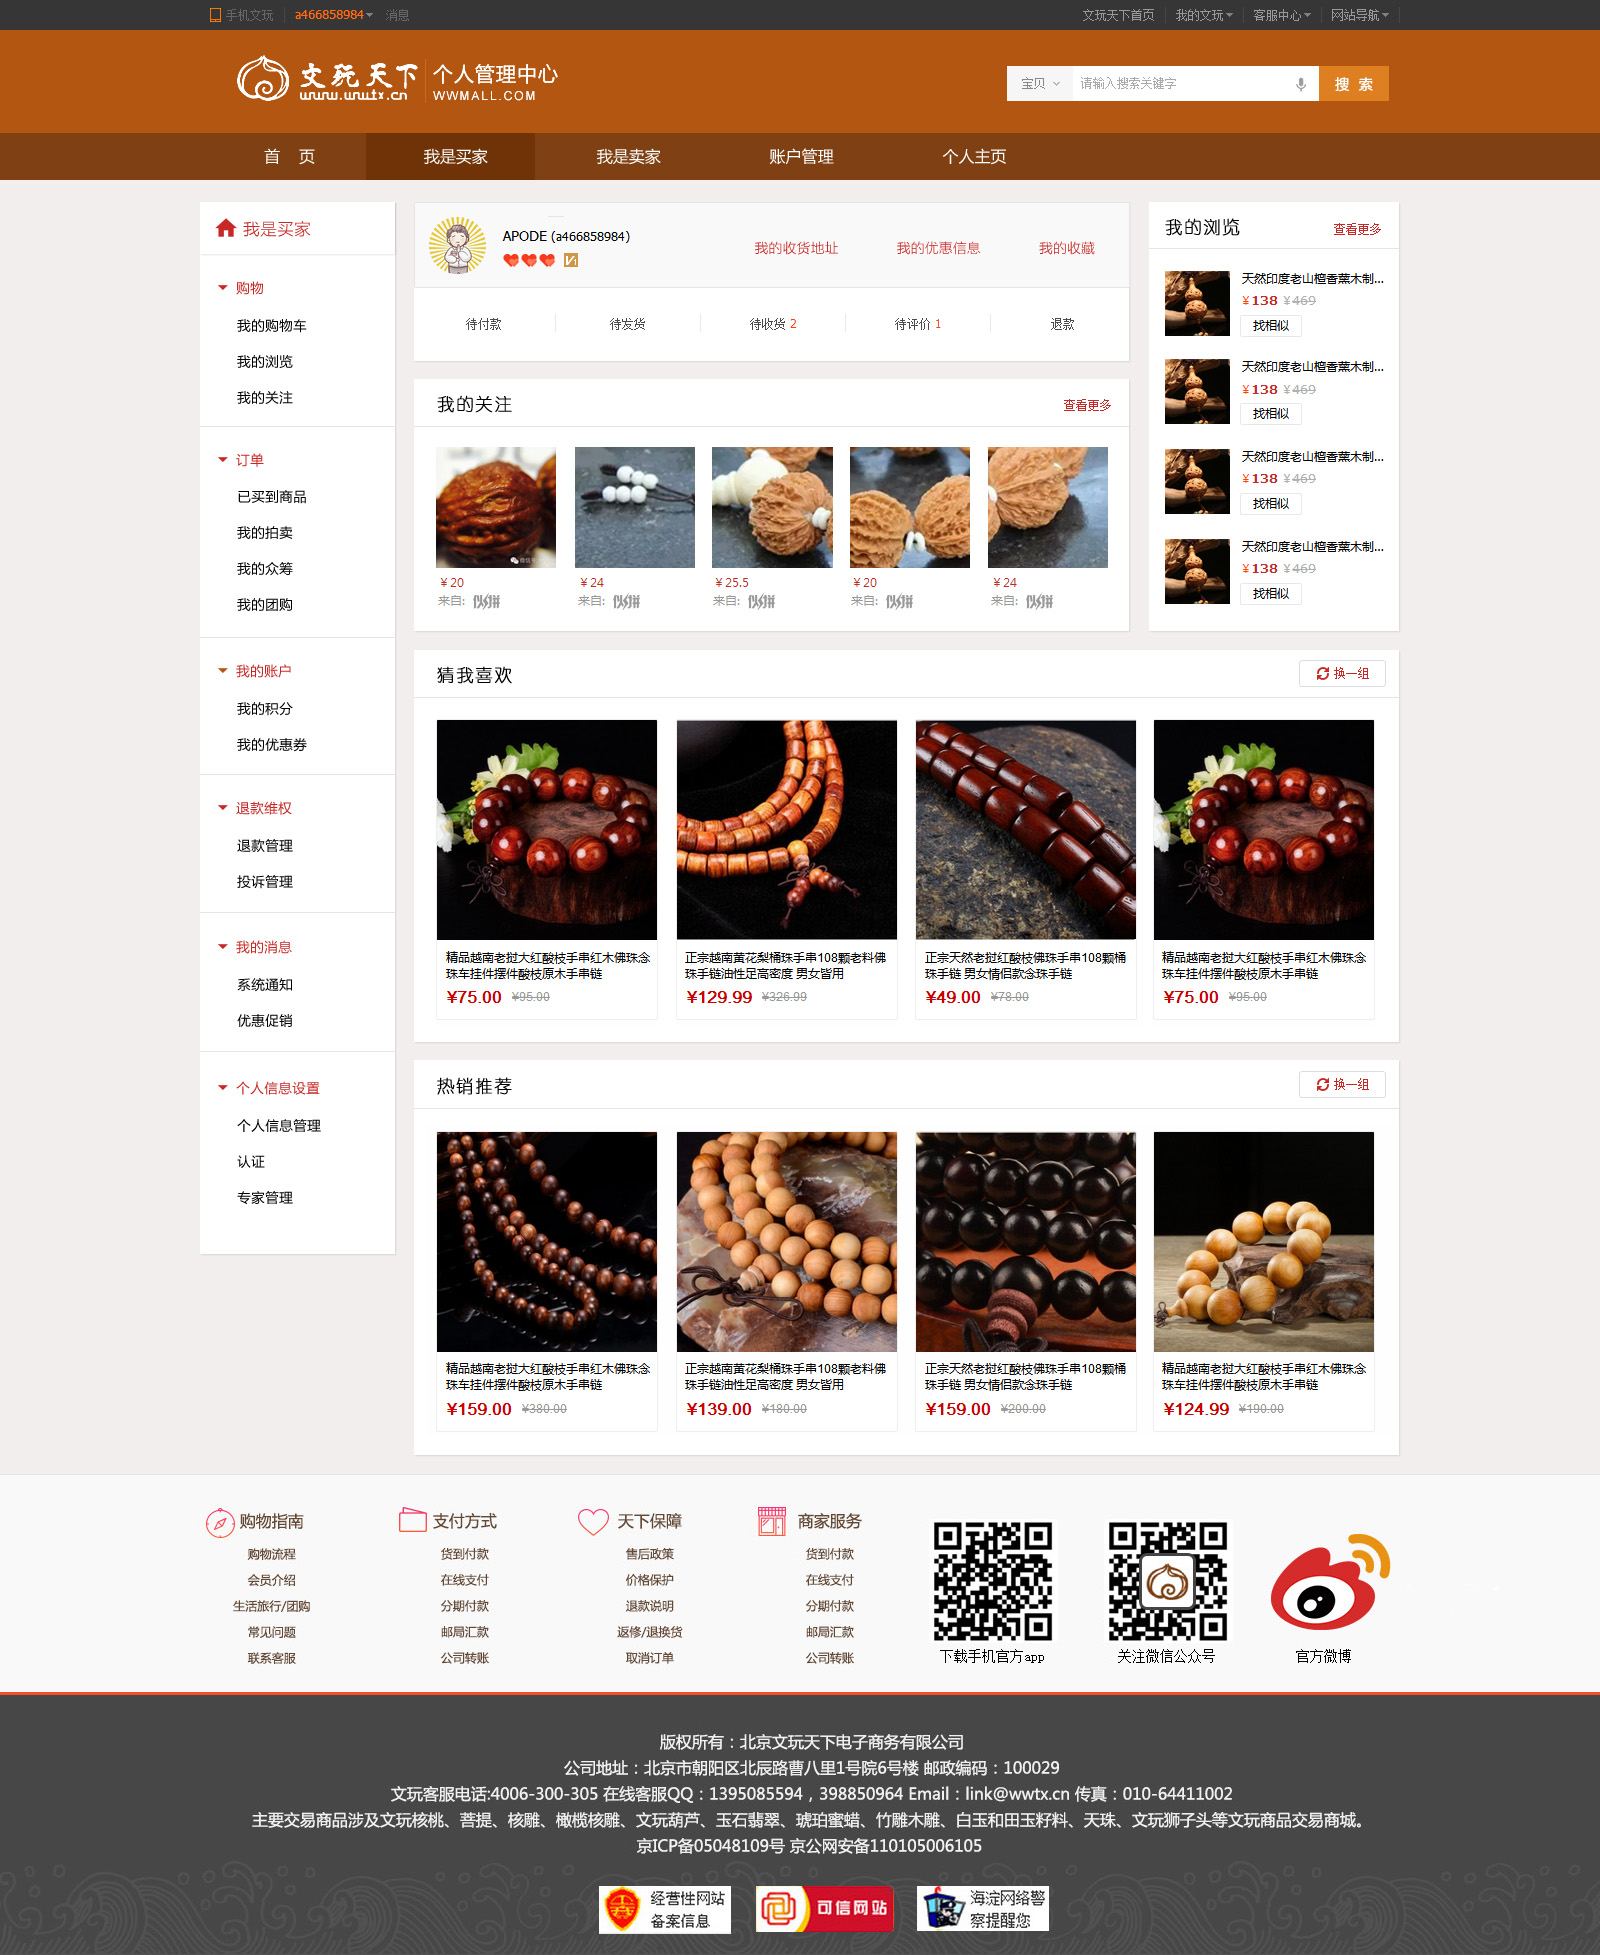 手机文玩 a466858984 消息 文玩天下首页 我的文玩 客服中心 网站导航
文玩天下 www.wwtx.cn 个人管理中心 WWMALL.COM
宝贝 请输入搜索关键字 搜 索
首 页 我是买家 我是卖家 账户管理 个人主页
我是买家
购物
我的购物车
我的浏览
我的关注
订单
已买到商品
我的拍卖
我的众筹
我的团购
我的账户
我的积分
我的优惠券
退款维权
退款管理
投诉管理
我的消息
系统通知
优惠促销
个人信息设置
个人信息管理
认证
专家管理
APODE (a466858984)
V1
我的收货地址 我的优惠信息 我的收藏
待付款 待发货 待收货 2 待评价 1 退款
我的浏览 查看更多
天然印度老山檀香薰木制...
¥138 ¥469
找相似
天然印度老山檀香薰木制...
¥138 ¥469
找相似
天然印度老山檀香薰木制...
¥138 ¥469
找相似
天然印度老山檀香薰木制...
¥138 ¥469
找相似
我的关注 查看更多
¥20 ¥24 ¥25.5 ¥20 ¥24
来自: 来自: 来自: 来自: 来自:
猜我喜欢 换一组
精品越南老挝大红酸枝手串红木佛珠念
珠车挂件摆件酸枝原木手串链
¥75.00 ¥95.00
正宗越南黄花梨桶珠手串108颗老料佛
珠手链油性足高密度 男女皆用
¥129.99 ¥326.99
正宗天然老挝红酸枝佛珠手串108颗桶
珠手链 男女情侣款念珠手链
¥49.00 ¥78.00
精品越南老挝大红酸枝手串红木佛珠念
珠车挂件摆件酸枝原木手串链
¥75.00 ¥95.00
热销推荐 换一组
精品越南老挝大红酸枝手串红木佛珠念
珠车挂件摆件酸枝原木手串链
¥159.00 ¥380.00
正宗越南黄花梨桶珠手串108颗老料佛
珠手链油性足高密度 男女皆用
¥139.00 ¥180.00
正宗天然老挝红酸枝佛珠手串108颗桶
珠手链 男女情侣款念珠手链
¥159.00 ¥200.00
精品越南老挝大红酸枝手串红木佛珠念
珠车挂件摆件酸枝原木手串链
¥124.99 ¥190.00
购物指南
购物流程
会员介绍
生活旅行/团购
常见问题
联系客服
支付方式
货到付款
在线支付
分期付款
邮局汇款
公司转账
天下保障
售后政策
价格保护
退款说明
返修/退换货
取消订单
商家服务
货到付款
在线支付
分期付款
邮局汇款
公司转账
下载手机官方app
关注微信公众号
官方微博
版权所有：北京文玩天下电子商务有限公司
公司地址：北京市朝阳区北辰路曹八里1号院6号楼 邮政编码：100029
文玩客服电话:4006-300-305 在线客服QQ：1395085594，398850964 Email：link@wwtx.cn 传真：010-64411002
主要交易商品涉及文玩核桃、菩提、核雕、橄榄核雕、文玩葫芦、玉石翡翠、琥珀蜜蜡、竹雕木雕、白玉和田玉籽料、天珠、文玩狮子头等文玩商品交易商城。
京ICP备05048109号 京公网安备110105006105
经营性网站
备案信息
可信网站
海淀网络警
察提醒您